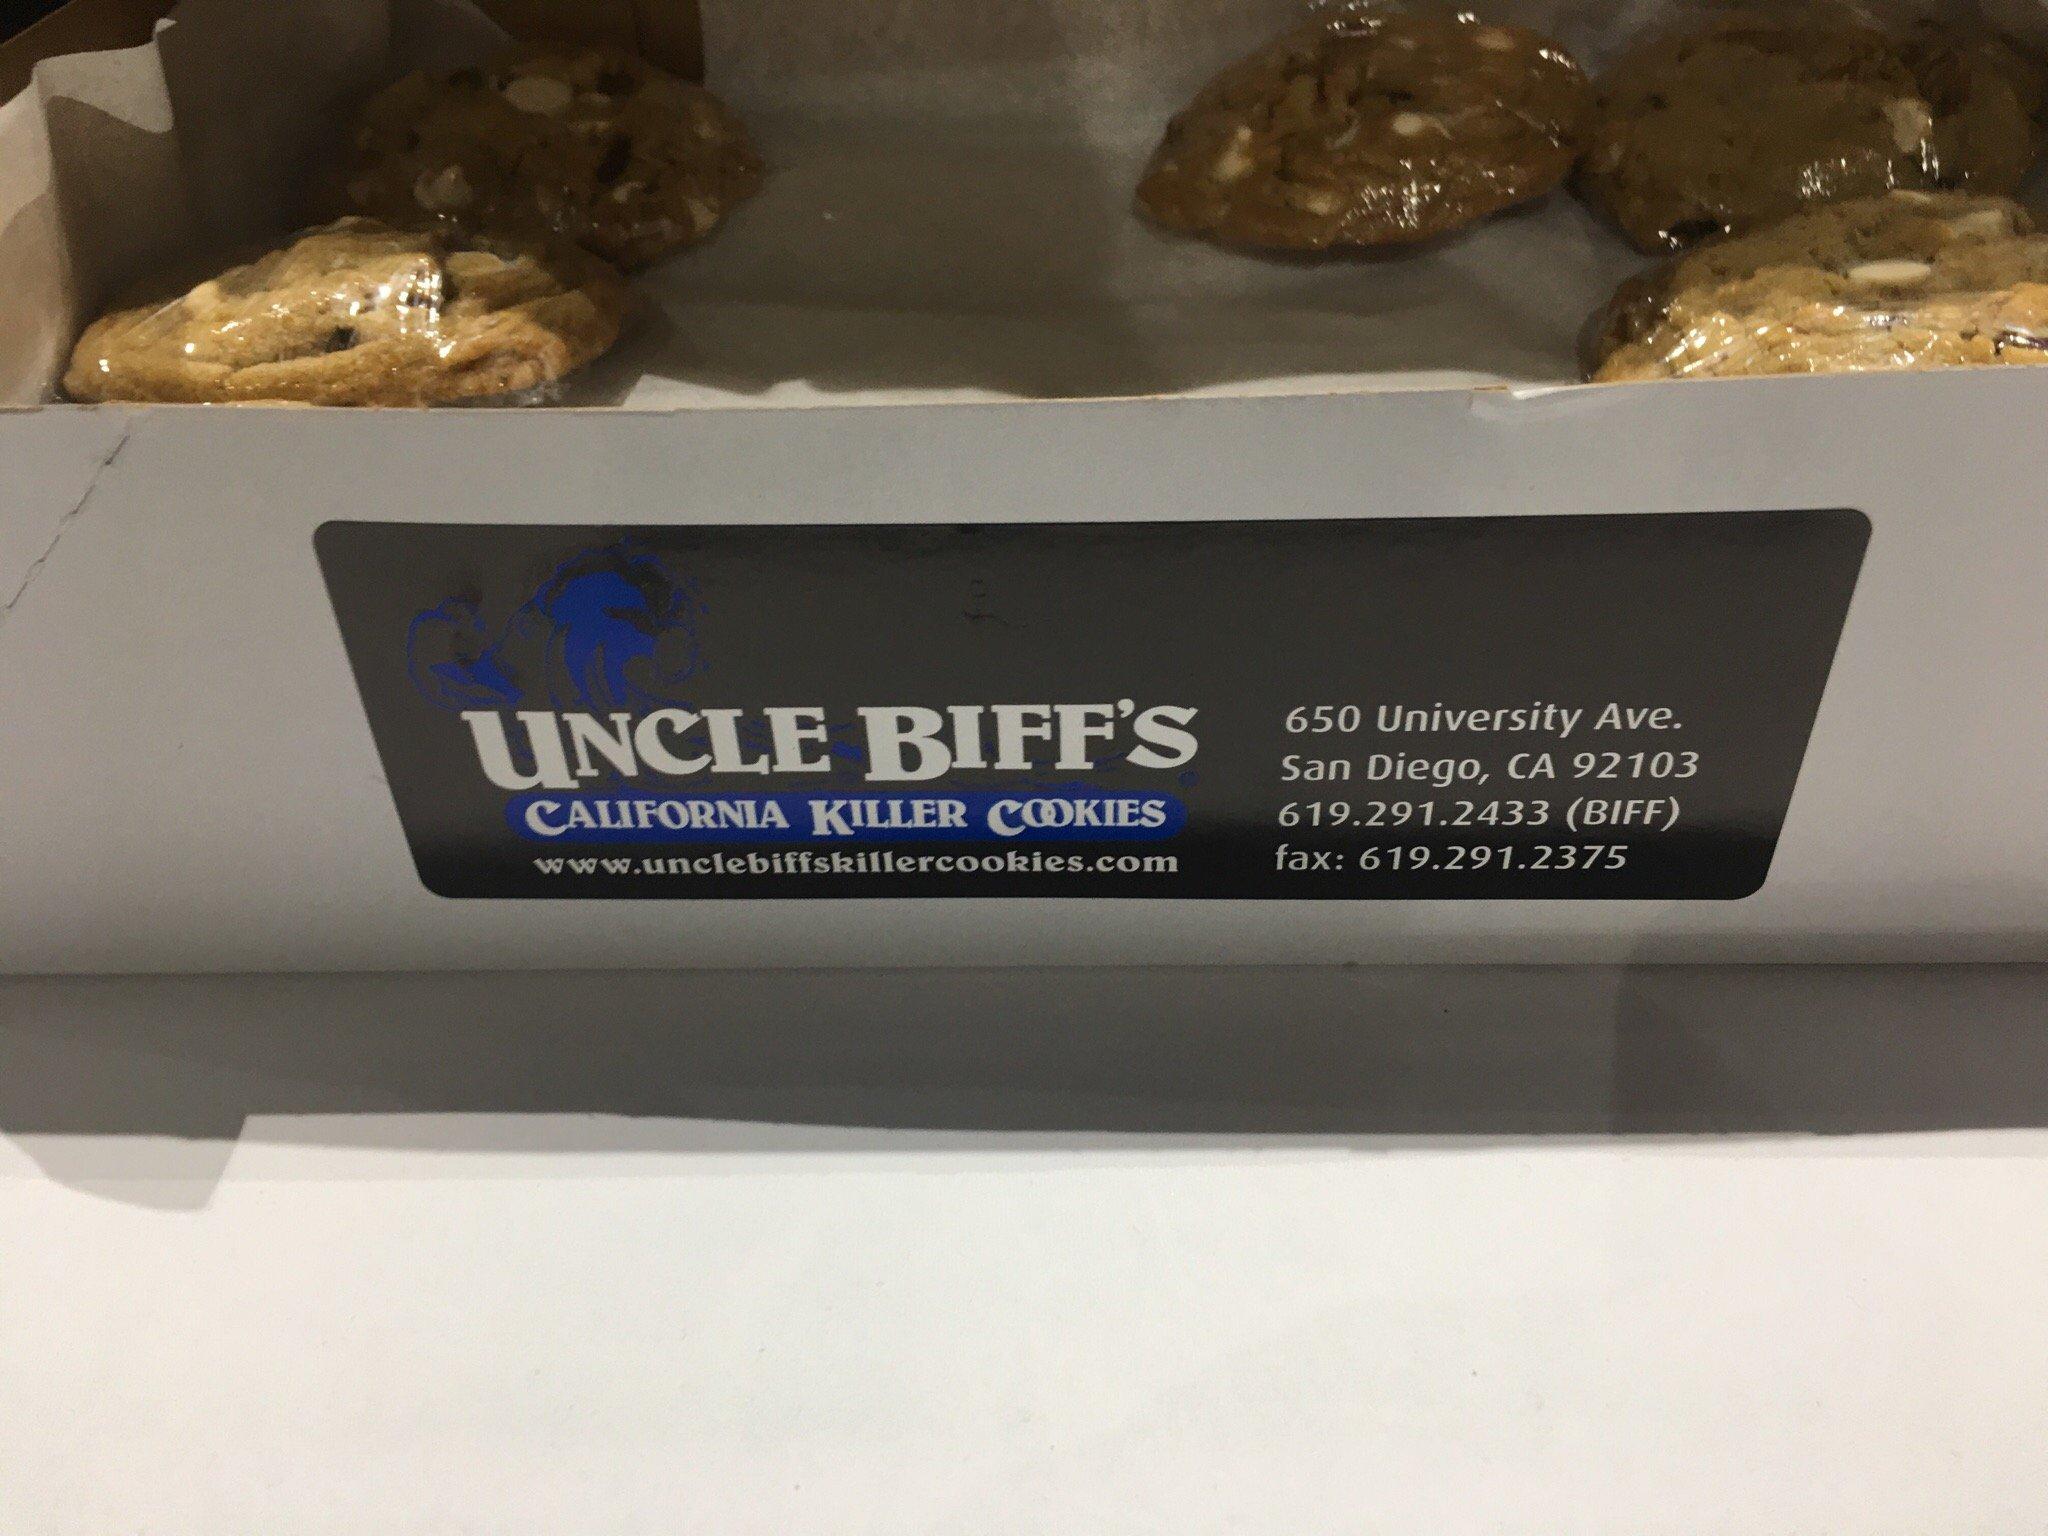 UNCLE BIFF'S
CALIFORNIA KILLER COOKIES
www.unclebiffskillercookies.com
650 University Ave.
San Diego, CA 92103
619.291.2433 (BIFF)
fax: 619.291.2375